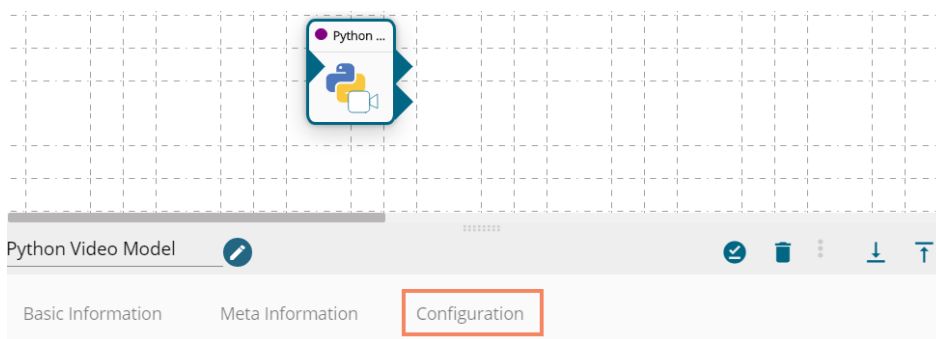 Python ...
Python Video Model
Basic Information Meta Information Configuration